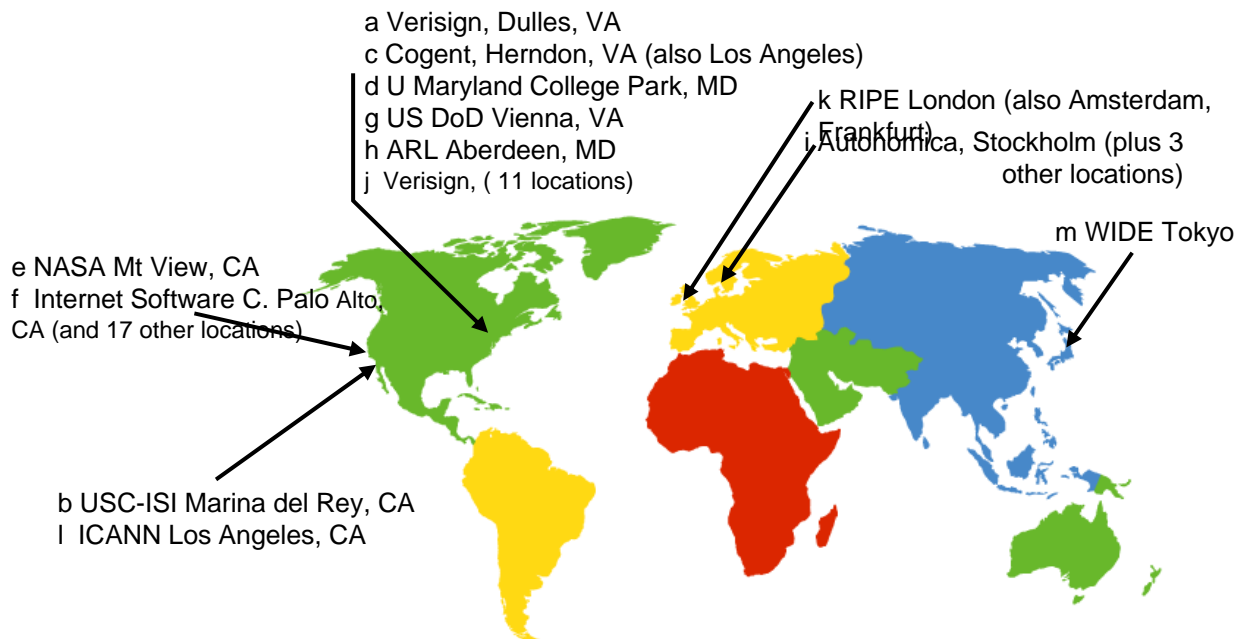 a Verisign, Dulles, VA
c Cogent, Herndon, VA (also Los Angeles)
d U Maryland College Park, MD
g US DoD Vienna, VA
h ARL Aberdeen, MD
j Verisign, ( 11 locations)
k RIPE London (also Amsterdam,
Frankfurt)
i Autonomica, Stockholm (plus 3
other locations)
m WIDE Tokyo
e NASA Mt View, CA
f Internet Software C. Palo Alto,
CA (and 17 other locations)
b USC-ISI Marina del Rey, CA
l ICANN Los Angeles, CA